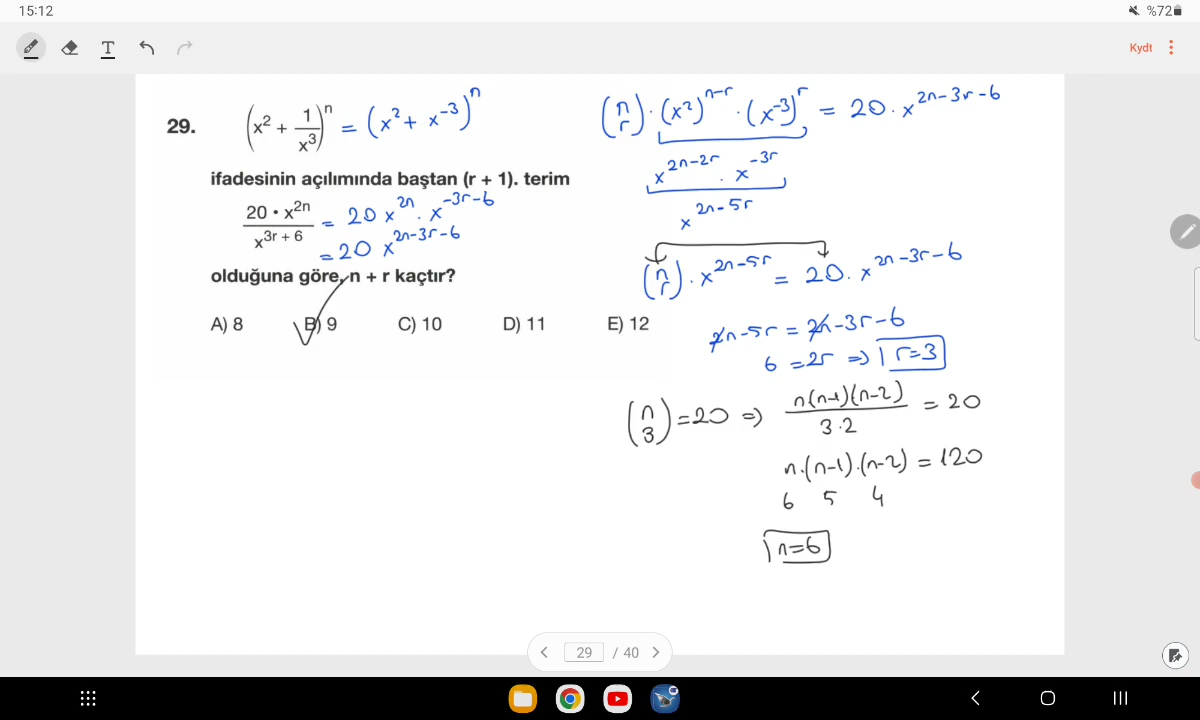 15:12
%72
T
Kydt
29. (x² + 1/x³)ⁿ = (x² + x⁻³)ⁿ
ifadesinin açılımında baştan (r + 1). terim
20 • x²ⁿ / x³ʳ ⁺ ⁶ = 20 x²ⁿ · x⁻³ʳ⁻⁶
= 20 x²ⁿ⁻³ʳ⁻⁶
olduğuna göre, n + r kaçtır?
A) 8 B) 9 C) 10 D) 11 E) 12
(n r) · (x²)ⁿ⁻ʳ · (x⁻³)ʳ = 20 · x²ⁿ⁻³ʳ⁻⁶
x²ⁿ⁻²ʳ · x⁻³ʳ
x²ⁿ⁻⁵ʳ
(n r) · x²ⁿ⁻⁵ʳ = 20 · x²ⁿ⁻³ʳ⁻⁶
2n-5r = 2n-3r-6
6 = 2r ⇒ r=3
(n 3) = 20 ⇒ n(n-1)(n-2) / 3·2 = 20
n·(n-1)·(n-2) = 120
6 5 4
n=6
29 / 40